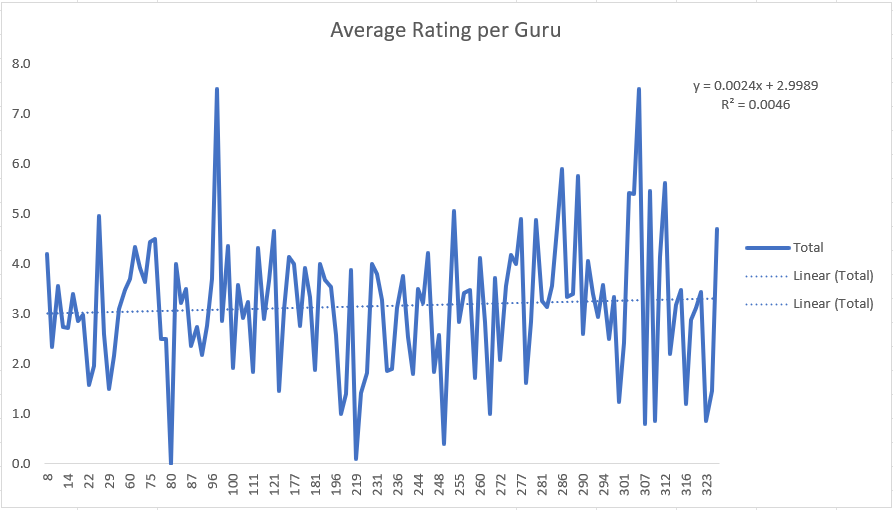 Average Rating per Guru
8.0
y = 0.0024x + 2.9989
R² = 0.0046
7.0
6.0
5.0
Total
4.0
Linear (Total)
Linear (Total)
3.0
2.0
1.0
0.0
8 14 22 29 60 75 80 87 96 100 111 121 177 181 196 219 231 236 244 251 255 260 272 277 281 286 290 294 301 307 312 316 323